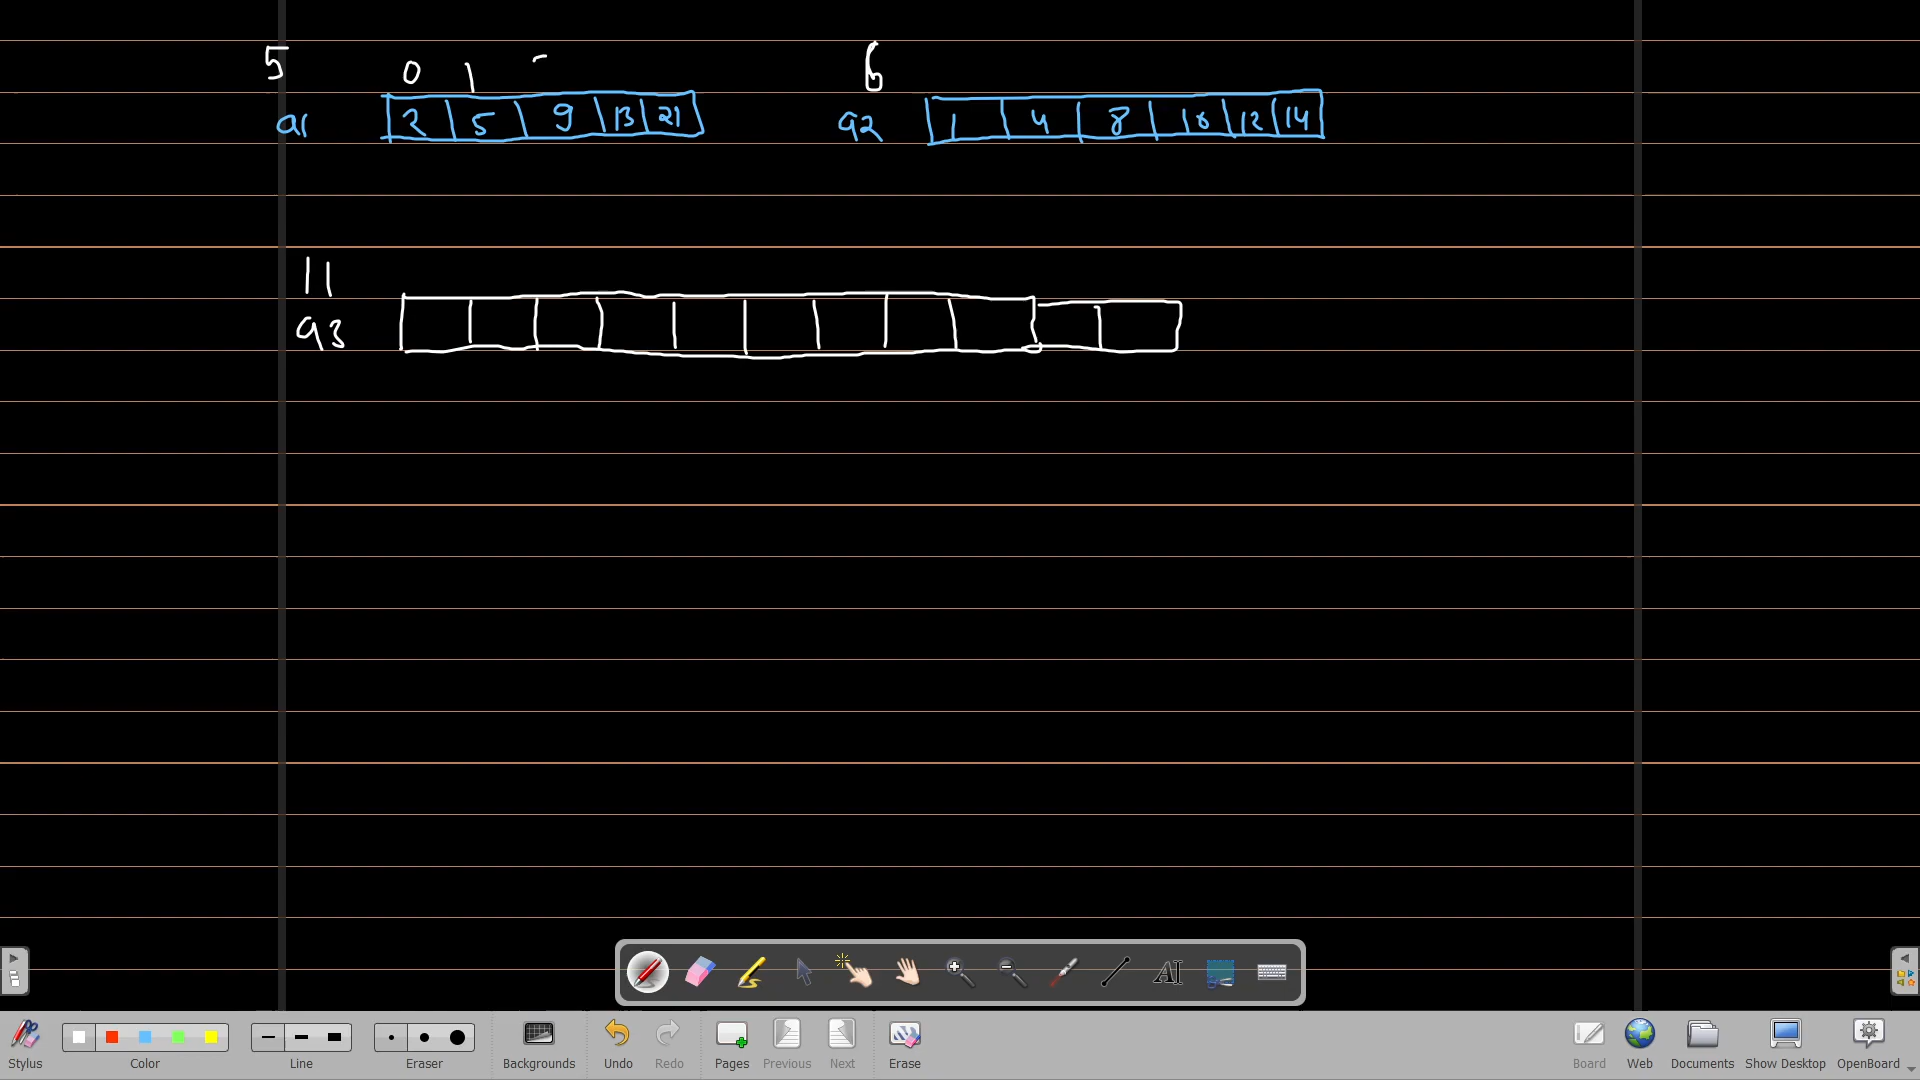 5 0 1 6
a1 2 5 9 13 21 a2 1 4 8 10 12 14
11
a3
AI
Stylus Color Line Eraser Backgrounds Undo Redo Pages Previous Next Erase Board Web Documents Show Desktop OpenBoard